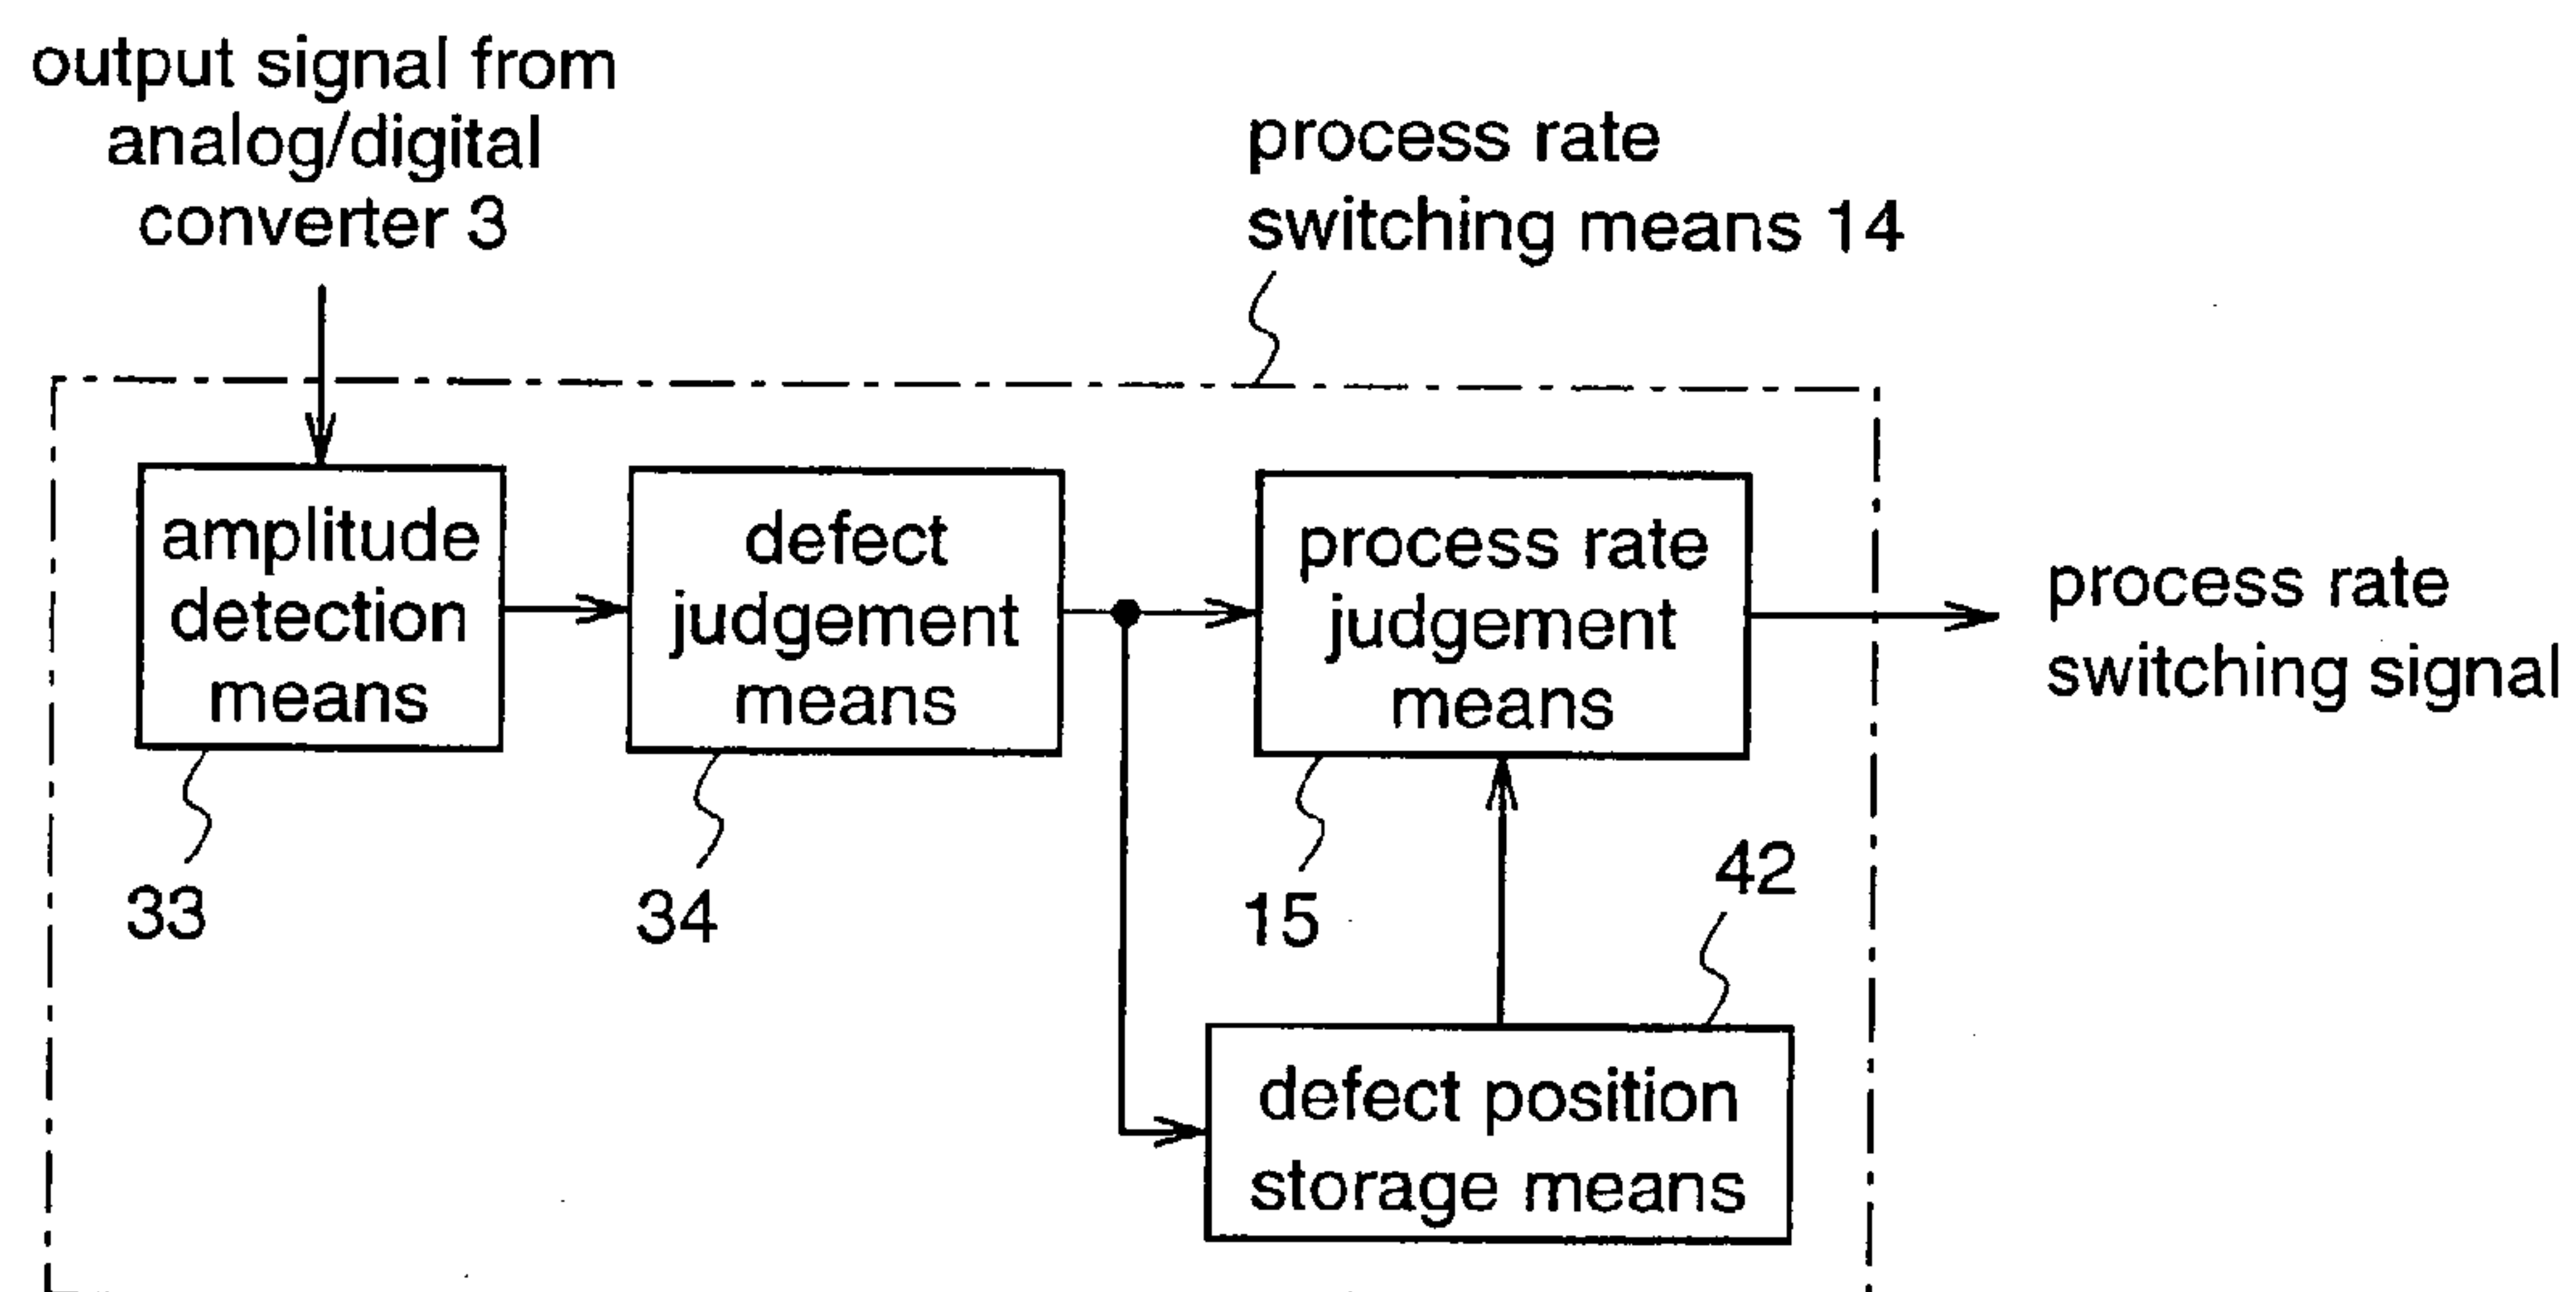 output signal from
analog/digital
converter 3
process rate
switching means 14
amplitude
detection
means
defect
judgement
means
process rate
judgement
means
process rate
switching signal
33
34
15
42
defect position
storage means